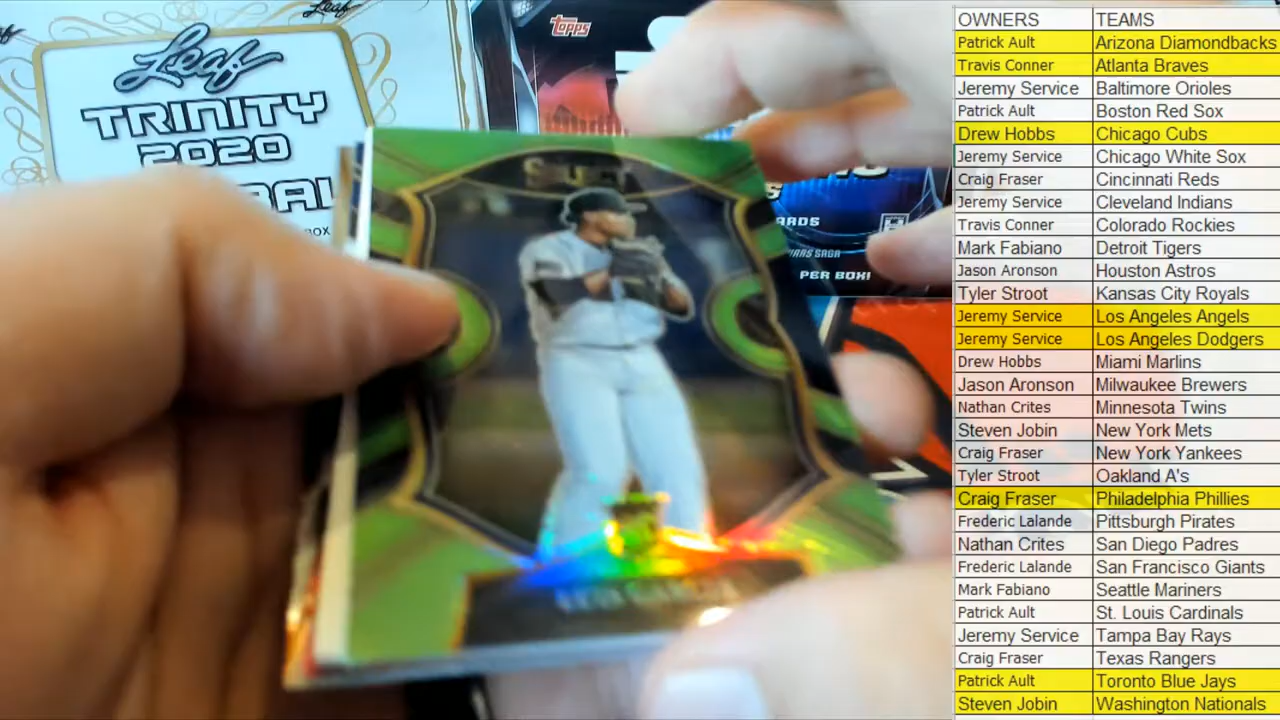 Leaf
Leaf
TRINITY
2020
BOX
topps
CARDS
PER BOX!
OWNERS TEAMS
Patrick Ault Arizona Diamondbacks
Travis Conner Atlanta Braves
Jeremy Service Baltimore Orioles
Patrick Ault Boston Red Sox
Drew Hobbs Chicago Cubs
Jeremy Service Chicago White Sox
Craig Fraser Cincinnati Reds
Jeremy Service Cleveland Indians
Travis Conner Colorado Rockies
Mark Fabiano Detroit Tigers
Jason Aronson Houston Astros
Tyler Stroot Kansas City Royals
Jeremy Service Los Angeles Angels
Jeremy Service Los Angeles Dodgers
Drew Hobbs Miami Marlins
Jason Aronson Milwaukee Brewers
Nathan Crites Minnesota Twins
Steven Jobin New York Mets
Craig Fraser New York Yankees
Tyler Stroot Oakland A's
Craig Fraser Philadelphia Phillies
Frederic Lalande Pittsburgh Pirates
Nathan Crites San Diego Padres
Frederic Lalande San Francisco Giants
Mark Fabiano Seattle Mariners
Patrick Ault St. Louis Cardinals
Jeremy Service Tampa Bay Rays
Craig Fraser Texas Rangers
Patrick Ault Toronto Blue Jays
Steven Jobin Washington Nationals